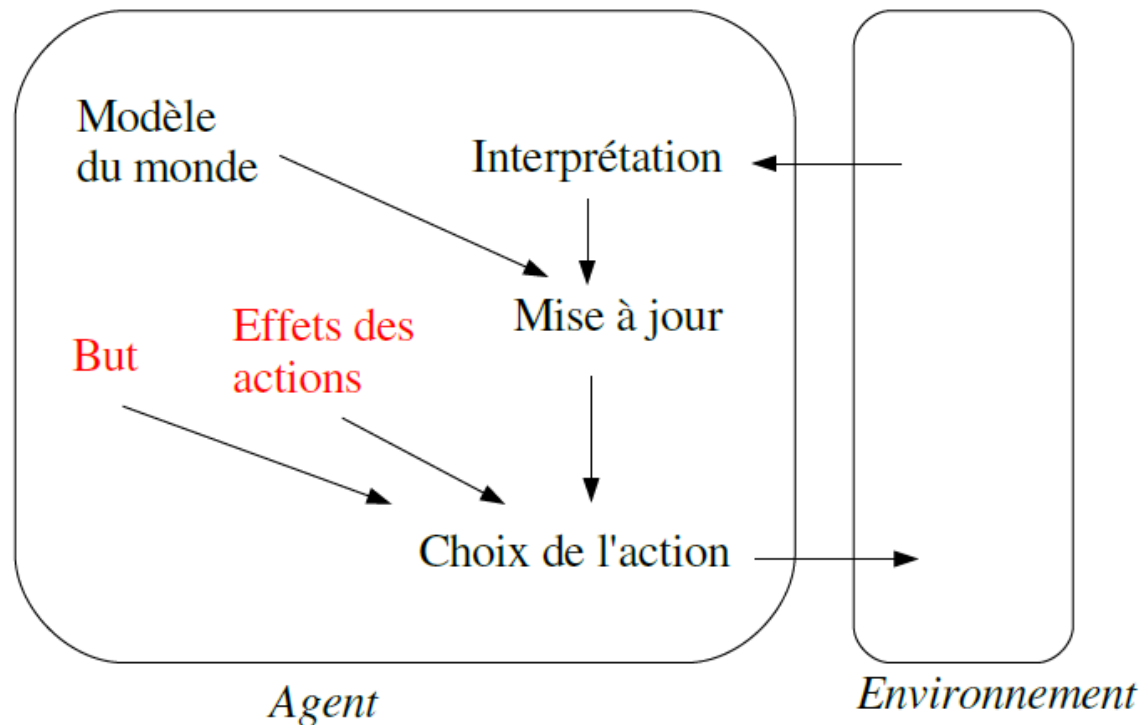 Modèle
du monde
Interprétation
Mise à jour
Effets des
actions
But
Choix de l'action
Agent
Environnement